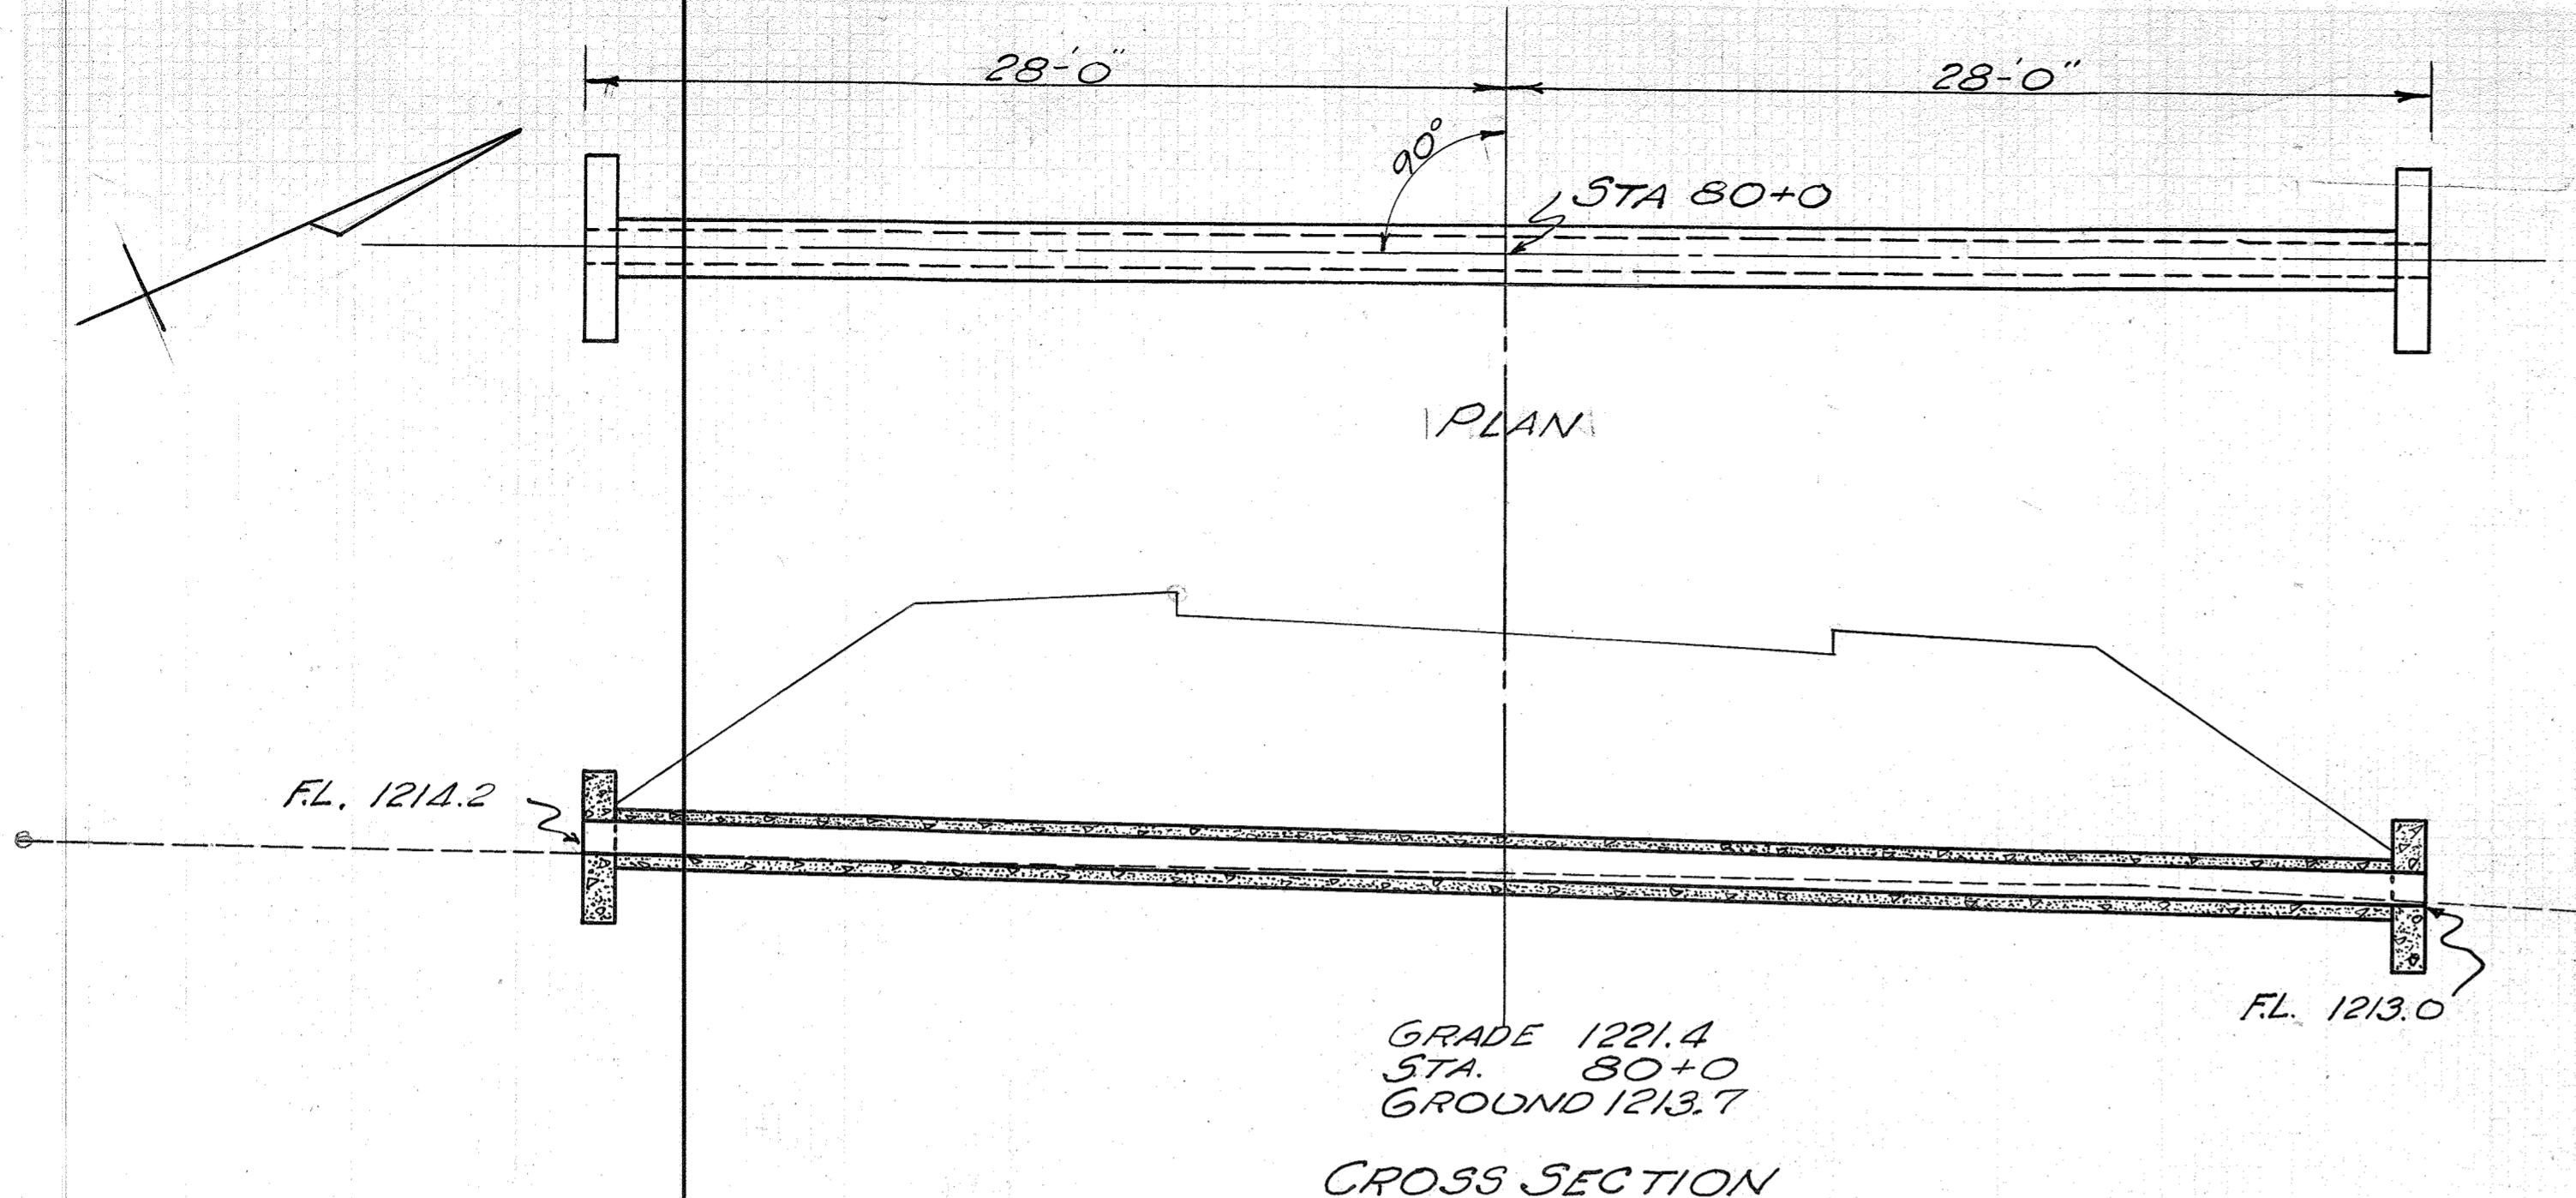 28'-0"
28'-0"
90°
STA 80+0
PLAN
F.L. 1214.2
F.L. 1213.0
GRADE 1221.4
STA. 80+0
GROUND 1213.7
CROSS SECTION